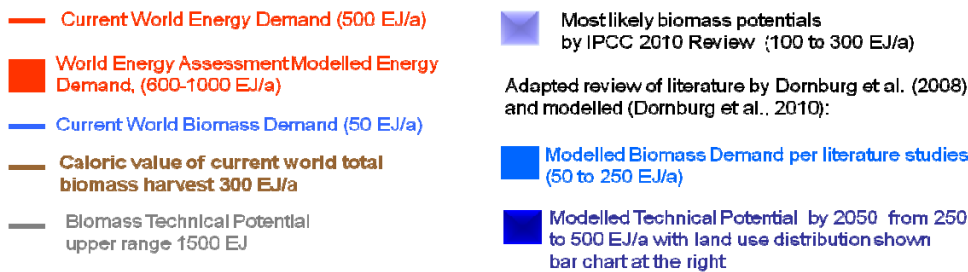 Current World Energy Demand (500 EJ/a)
World Energy Assessment Modelled Energy
Demand, (600-1000 EJ/a)
Current World Biomass Demand (50 EJ/a)
Caloric value of current world total
biomass harvest 300 EJ/a
Biomass Technical Potential
upper range 1500 EJ
Most likely biomass potentials
by IPCC 2010 Review (100 to 300 EJ/a)
Adapted review of literature by Dornburg et al. (2008)
and modelled (Dornburg et al., 2010):
Modelled Biomass Demand per literature studies
(50 to 250 EJ/a)
Modelled Technical Potential by 2050 from 250
to 500 EJ/a with land use distribution shown
bar chart at the right